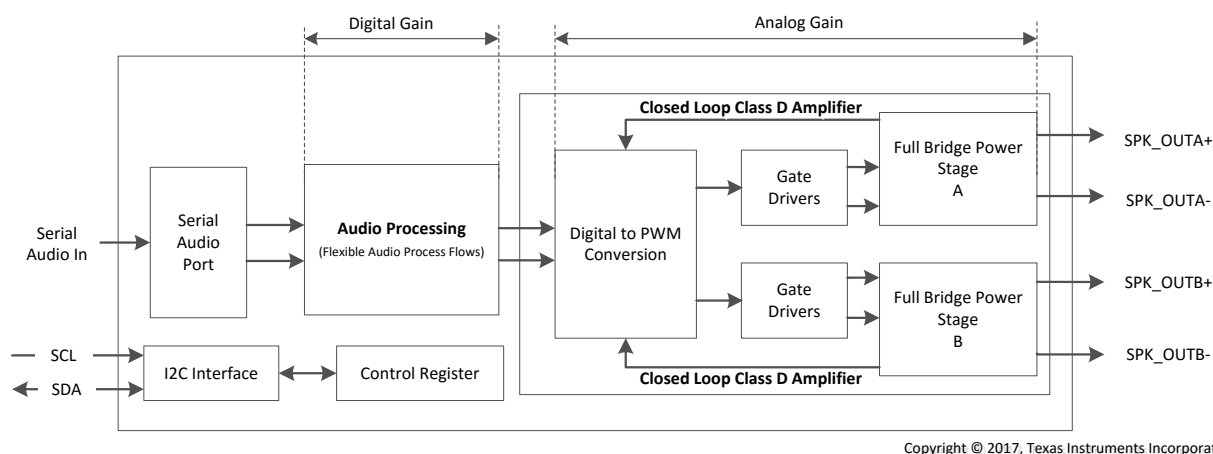 Digital Gain
Analog Gain
Closed Loop Class D Amplifier
Serial
Audio In
Serial
Audio
Port
Audio Processing
(Flexible Audio Process Flows)
Digital to PWM
Conversion
Gate
Drivers
Full Bridge Power
Stage
A
SPK_OUTA+
SPK_OUTA-
Gate
Drivers
Full Bridge Power
Stage
B
SPK_OUTB+
SPK_OUTB-
Closed Loop Class D Amplifier
SCL
SDA
I2C Interface
Control Register
Copyright © 2017, Texas Instruments Incorporat